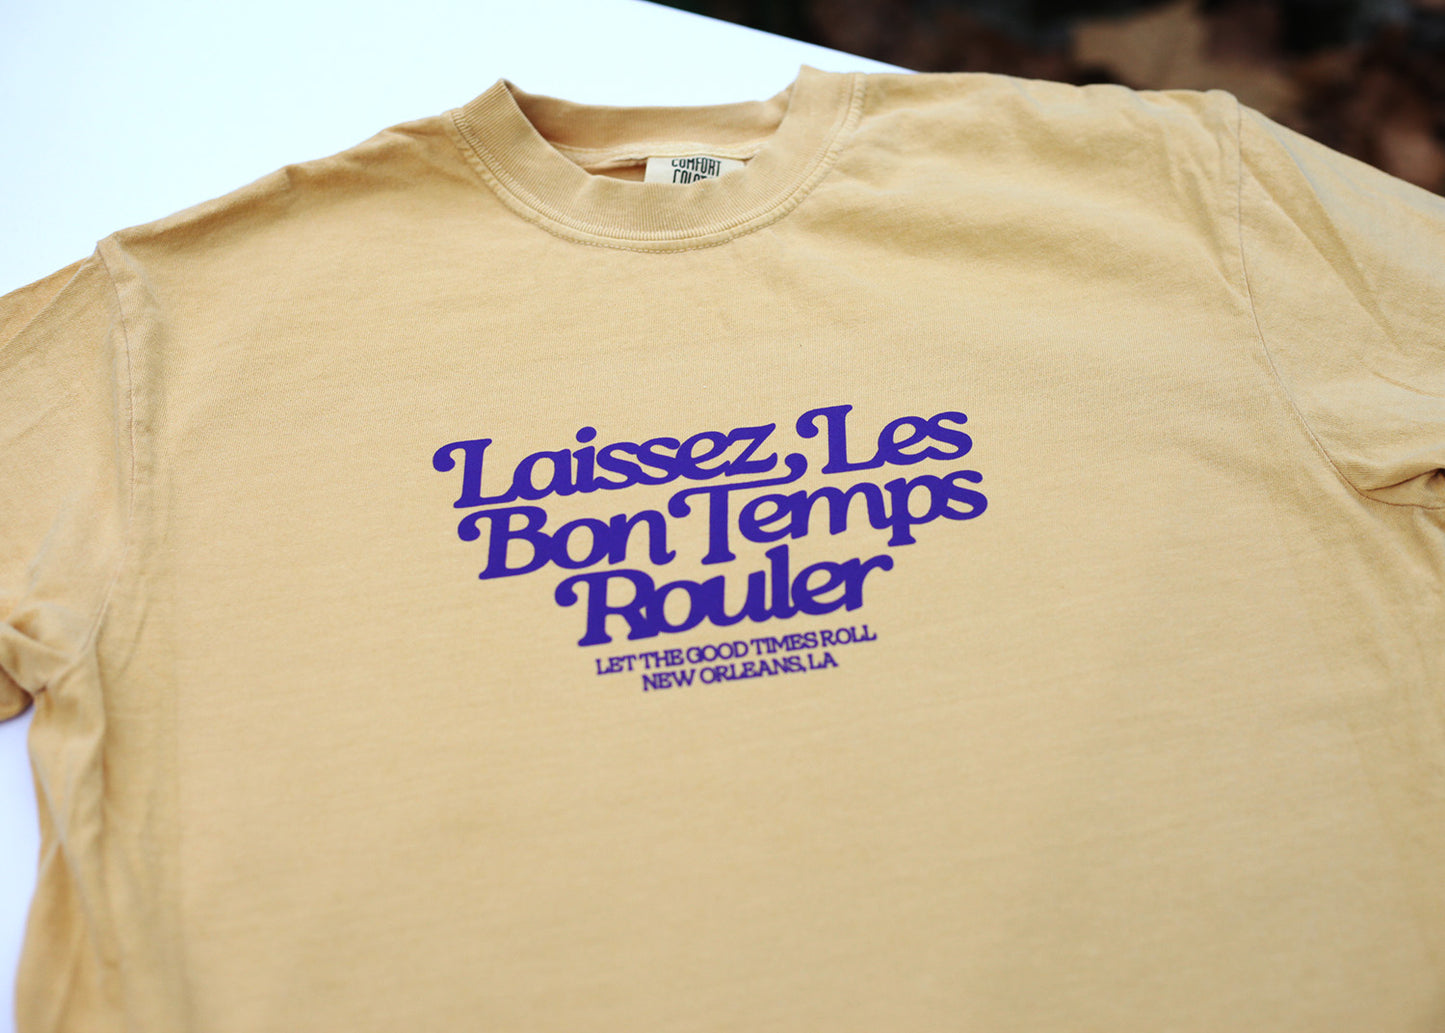 COMFORT
Laissez, Les
Bon Temps
Rouler
LET THE GOOD TIMES ROLL
NEW ORLEANS, LA